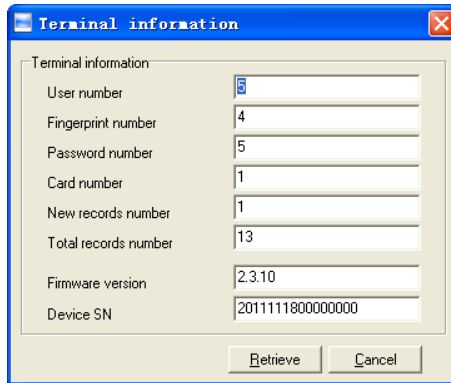 Terminal information
Terminal information
User number 5
Fingerprint number 4
Password number 5
Card number 1
New records number 1
Total records number 13
Firmware version 2.3.10
Device SN 2011111800000000
Retrieve Cancel